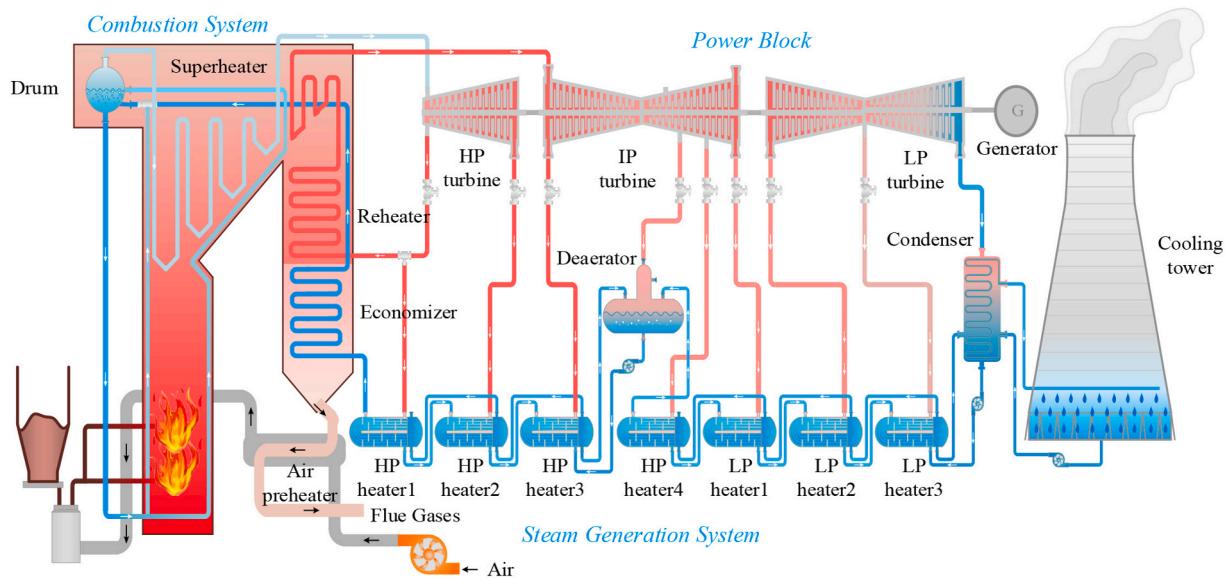 Combustion System
Power Block
Superheater
Drum
G
Generator
HP
turbine
IP
turbine
LP
turbine
Reheater
Condenser
Deaerator
Cooling
tower
Economizer
HP
heater1
HP
heater2
HP
heater3
HP
heater4
LP
heater1
LP
heater2
LP
heater3
Air
preheater
Flue Gases
Steam Generation System
Air